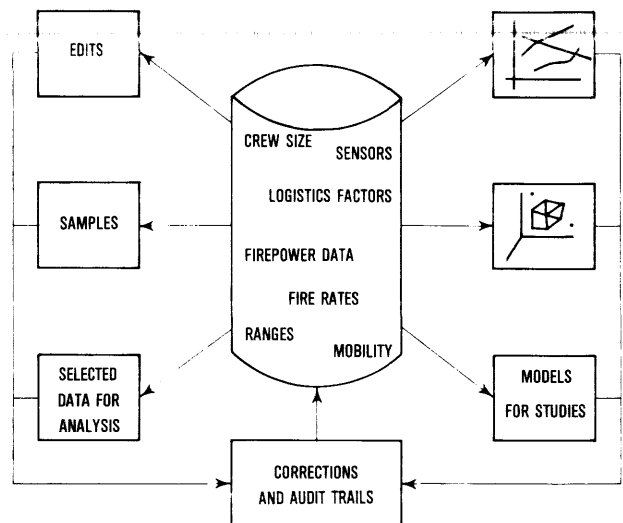 EDITS
CREW SIZE
SENSORS
LOGISTICS FACTORS
SAMPLES
FIREPOWER DATA
FIRE RATES
RANGES
MOBILITY
SELECTED
DATA FOR
ANALYSIS
MODELS
FOR STUDIES
CORRECTIONS
AND AUDIT TRAILS